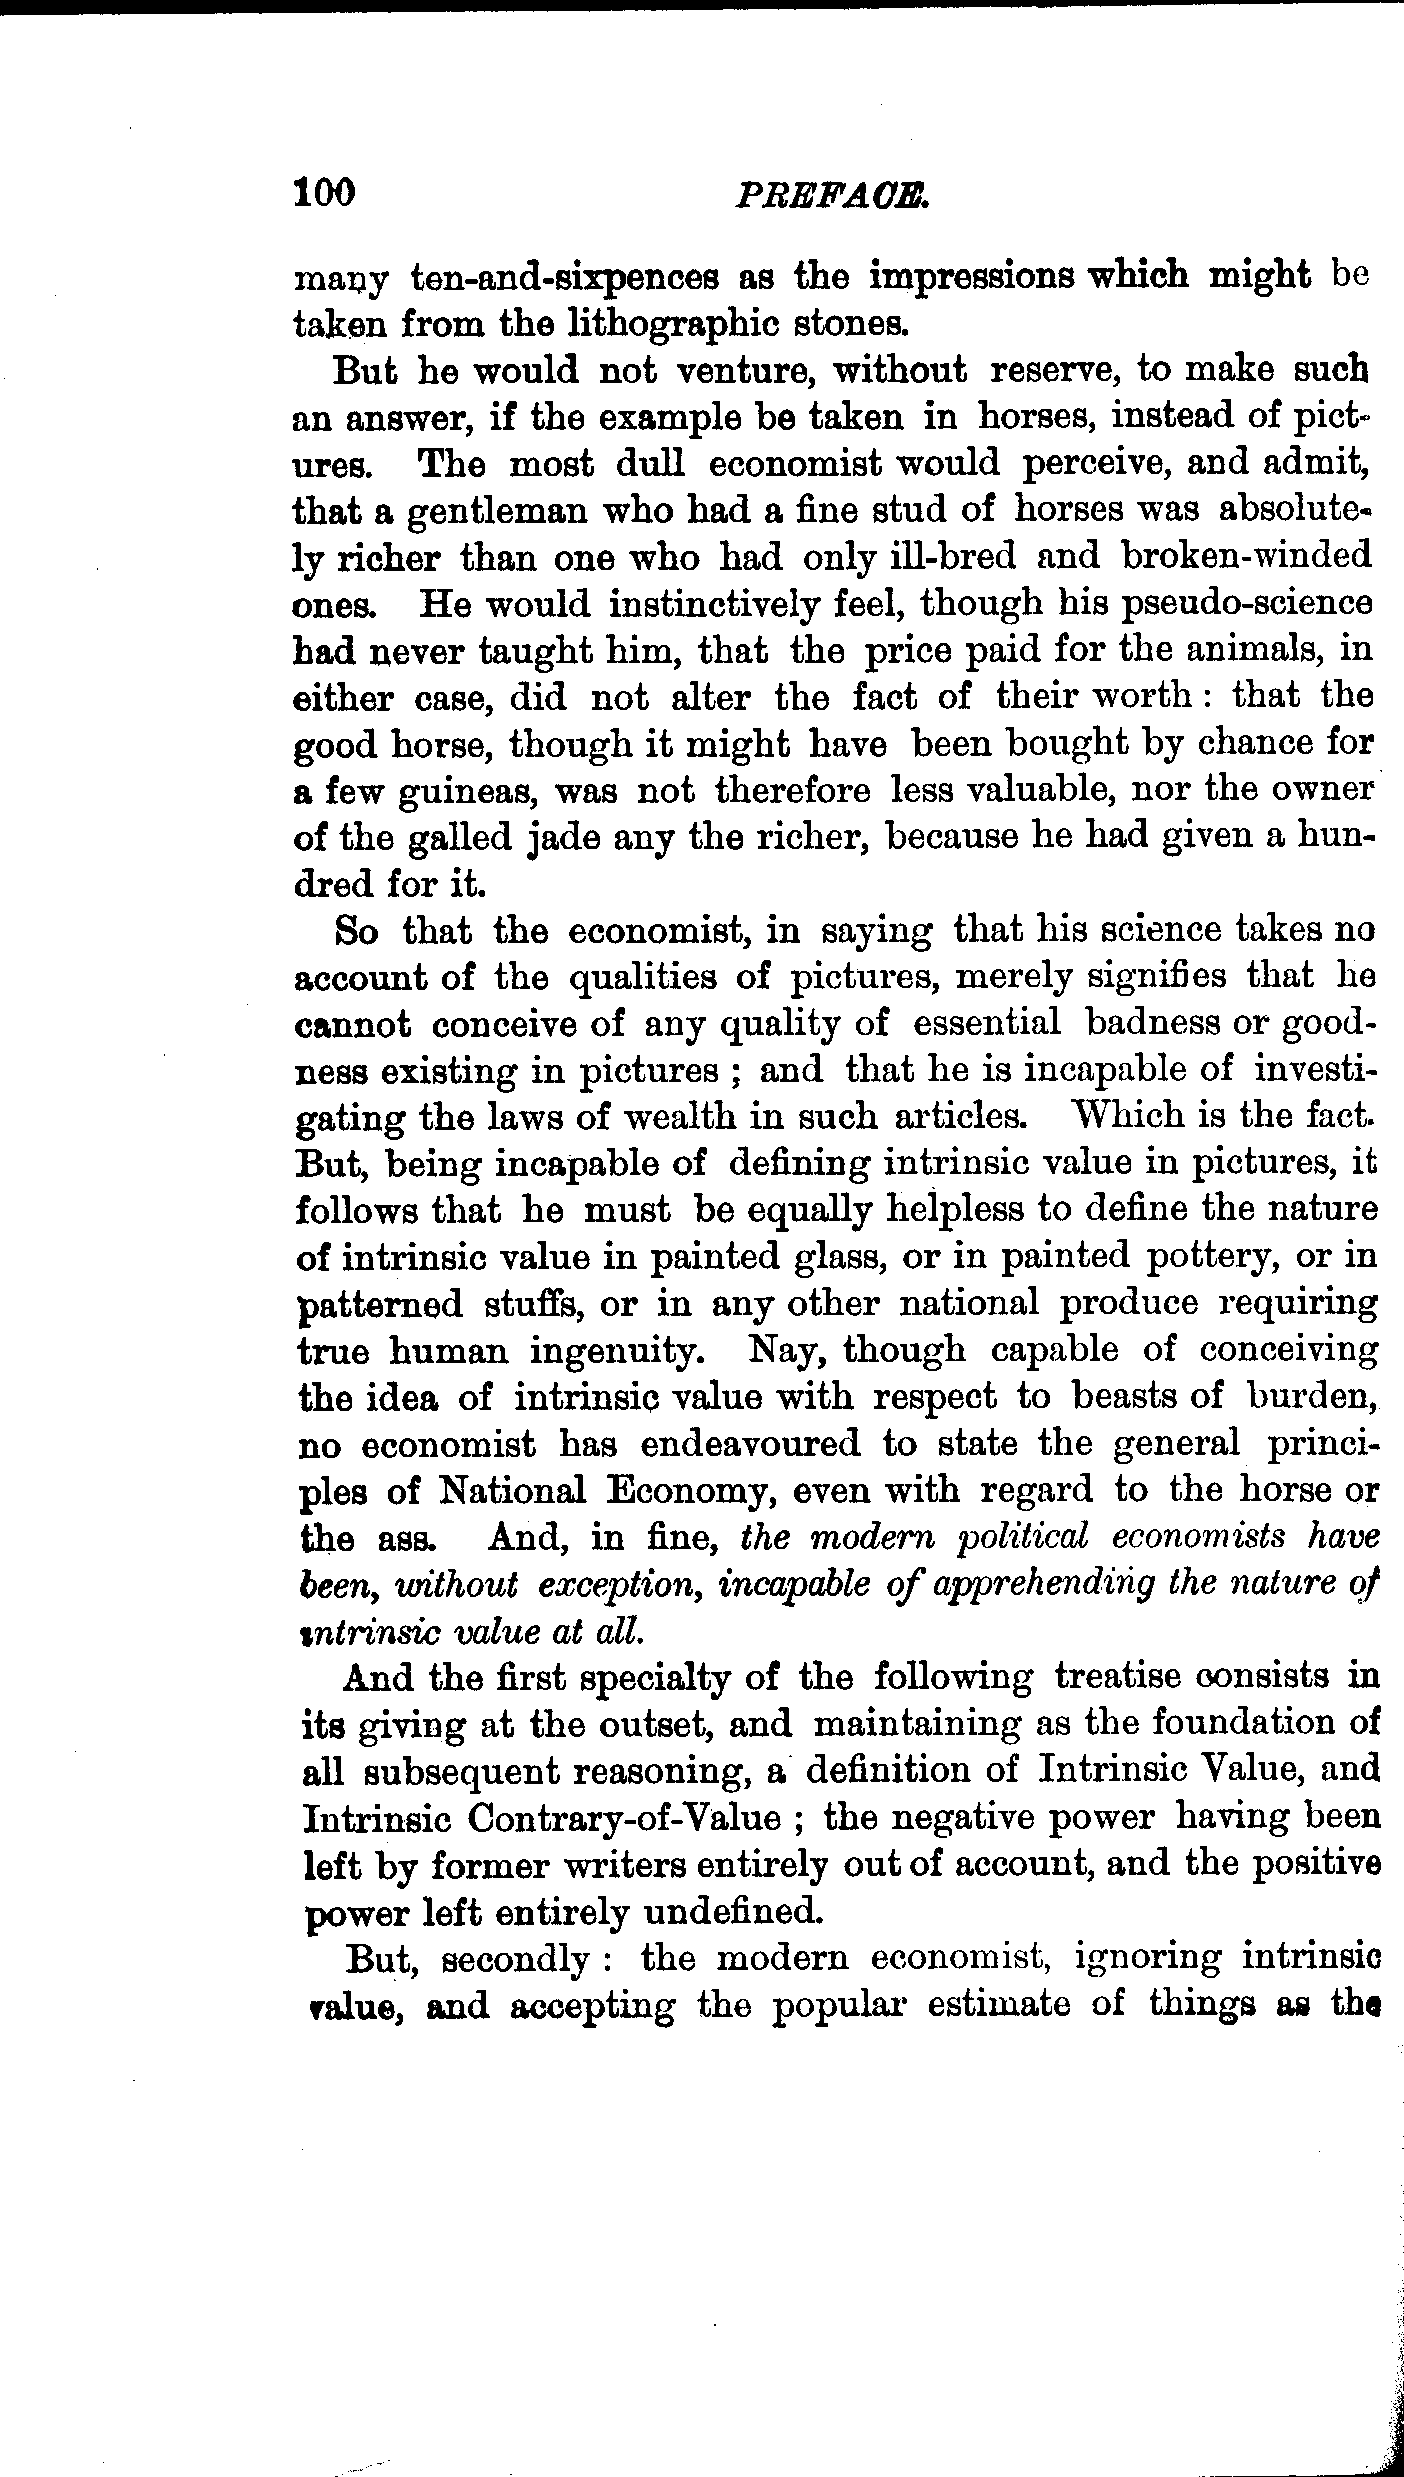 100 PREFACE.
many ten-and-sixpences as the impressions which might be
taken from the lithographic stones.
But he would not venture, without reserve, to make such
an answer, if the example be taken in horses, instead of pict-
ures. The most dull economist would perceive, and admit,
that a gentleman who had a fine stud of horses was absolute-
ly richer than one who had only ill-bred and broken-winded
ones. He would instinctively feel, though his pseudo-science
had never taught him, that the price paid for the animals, in
either case, did not alter the fact of their worth : that the
good horse, though it might have been bought by chance for
a few guineas, was not therefore less valuable, nor the owner
of the galled jade any the richer, because he had given a hun-
dred for it.
So that the economist, in saying that his science takes no
account of the qualities of pictures, merely signifies that he
cannot conceive of any quality of essential badness or good-
ness existing in pictures ; and that he is incapable of investi-
gating the laws of wealth in such articles. Which is the fact.
But, being incapable of defining intrinsic value in pictures, it
follows that he must be equally helpless to define the nature
of intrinsic value in painted glass, or in painted pottery, or in
patterned stuffs, or in any other national produce requiring
true human ingenuity. Nay, though capable of conceiving
the idea of intrinsic value with respect to beasts of burden,
no economist has endeavoured to state the general princi-
ples of National Economy, even with regard to the horse or
the ass. And, in fine, the modern political economists have
been, without exception, incapable of apprehending the nature of
intrinsic value at all.
And the first specialty of the following treatise consists in
its giving at the outset, and maintaining as the foundation of
all subsequent reasoning, a definition of Intrinsic Value, and
Intrinsic Contrary-of-Value ; the negative power having been
left by former writers entirely out of account, and the positive
power left entirely undefined.
But, secondly : the modern economist, ignoring intrinsic
value, and accepting the popular estimate of things as the